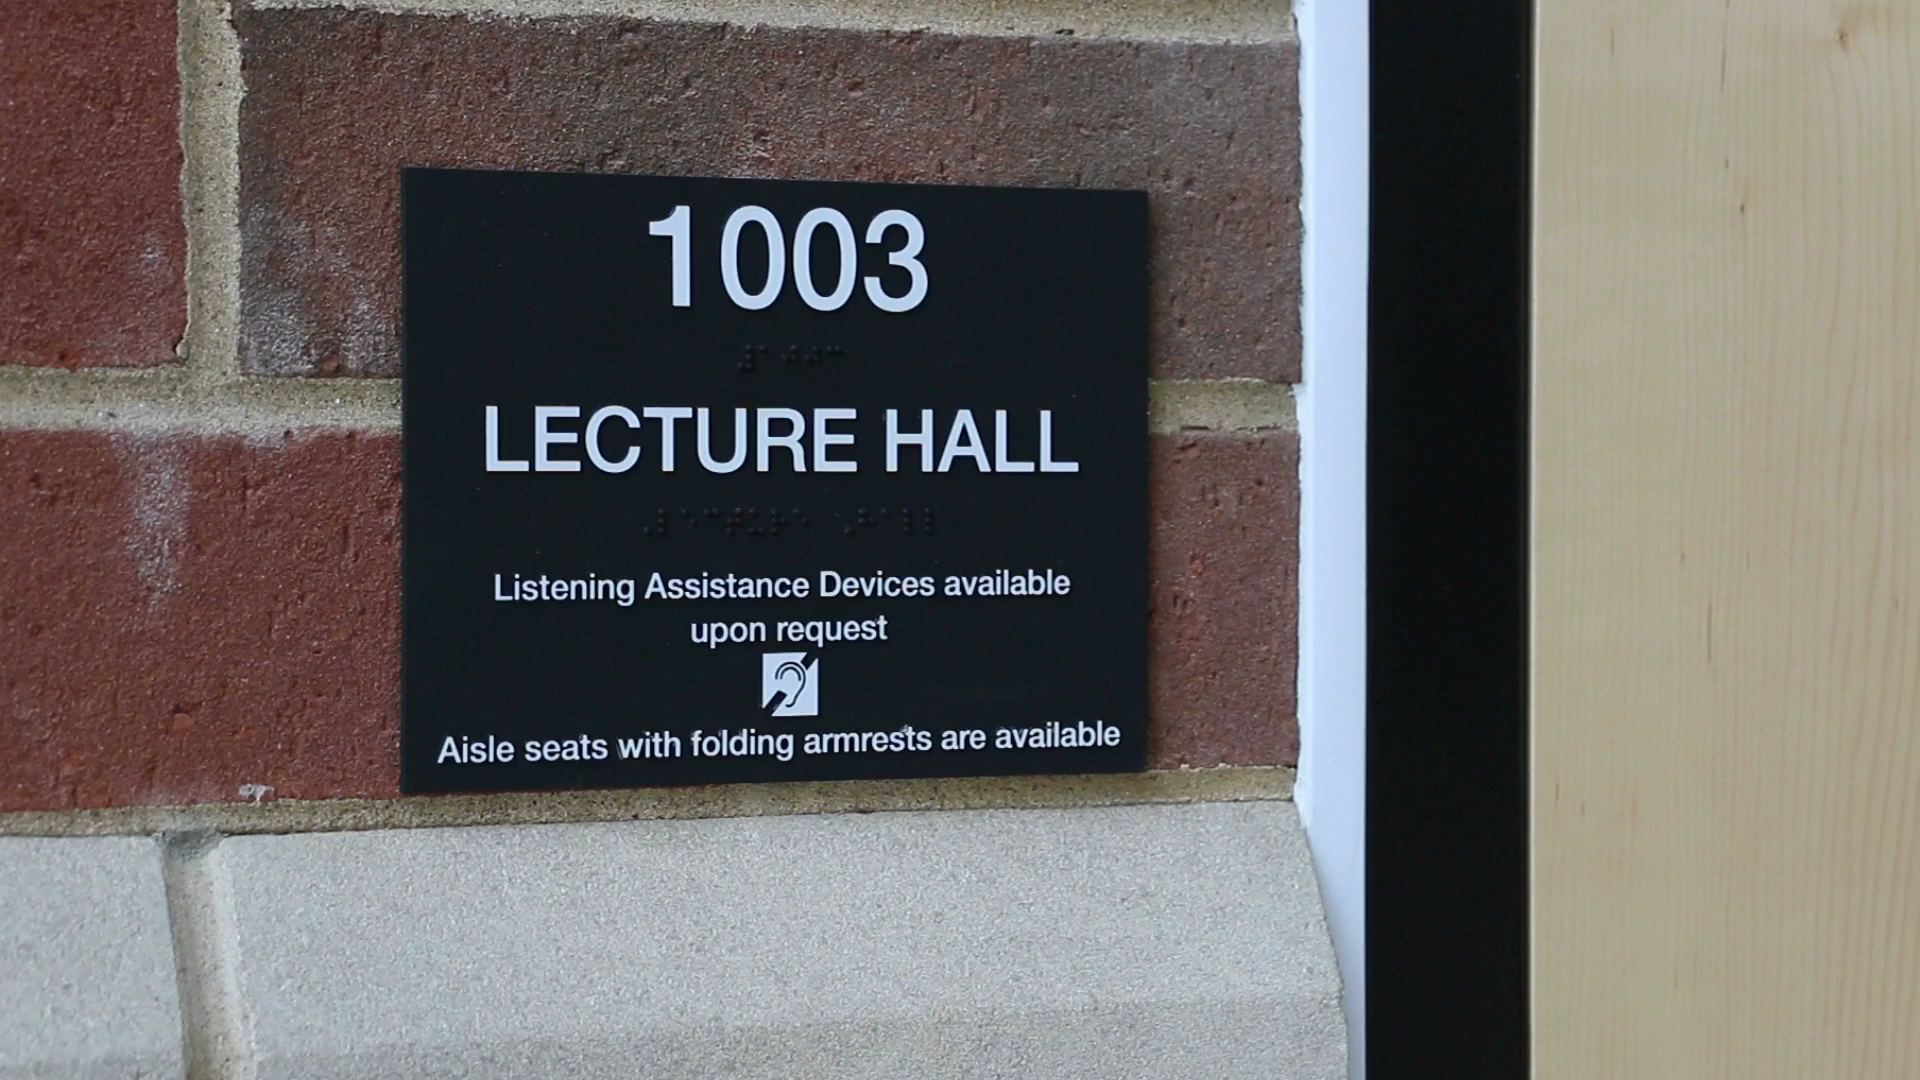 1003
LECTURE HALL
Listening Assistance Devices available
upon request
Aisle seats with folding armrests are available